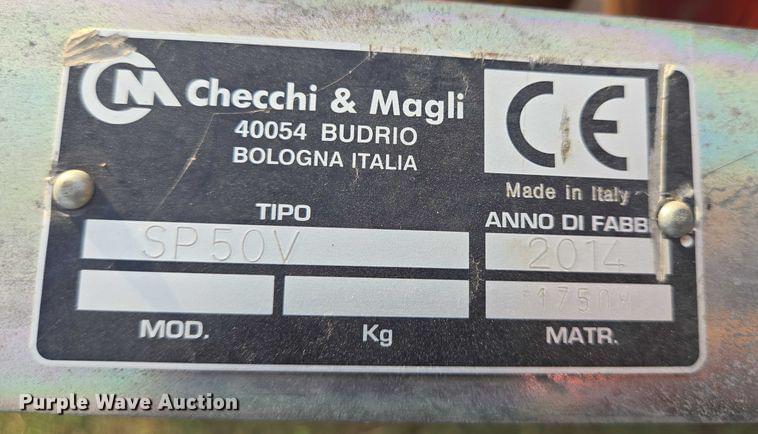 CM Checchi & Magli
40054 BUDRIO
BOLOGNA ITALIA
CE
Made in Italy
TIPO
SP50V
ANNO DI FABB
2014
MOD.
Kg
MATR.
Purple Wave Auction